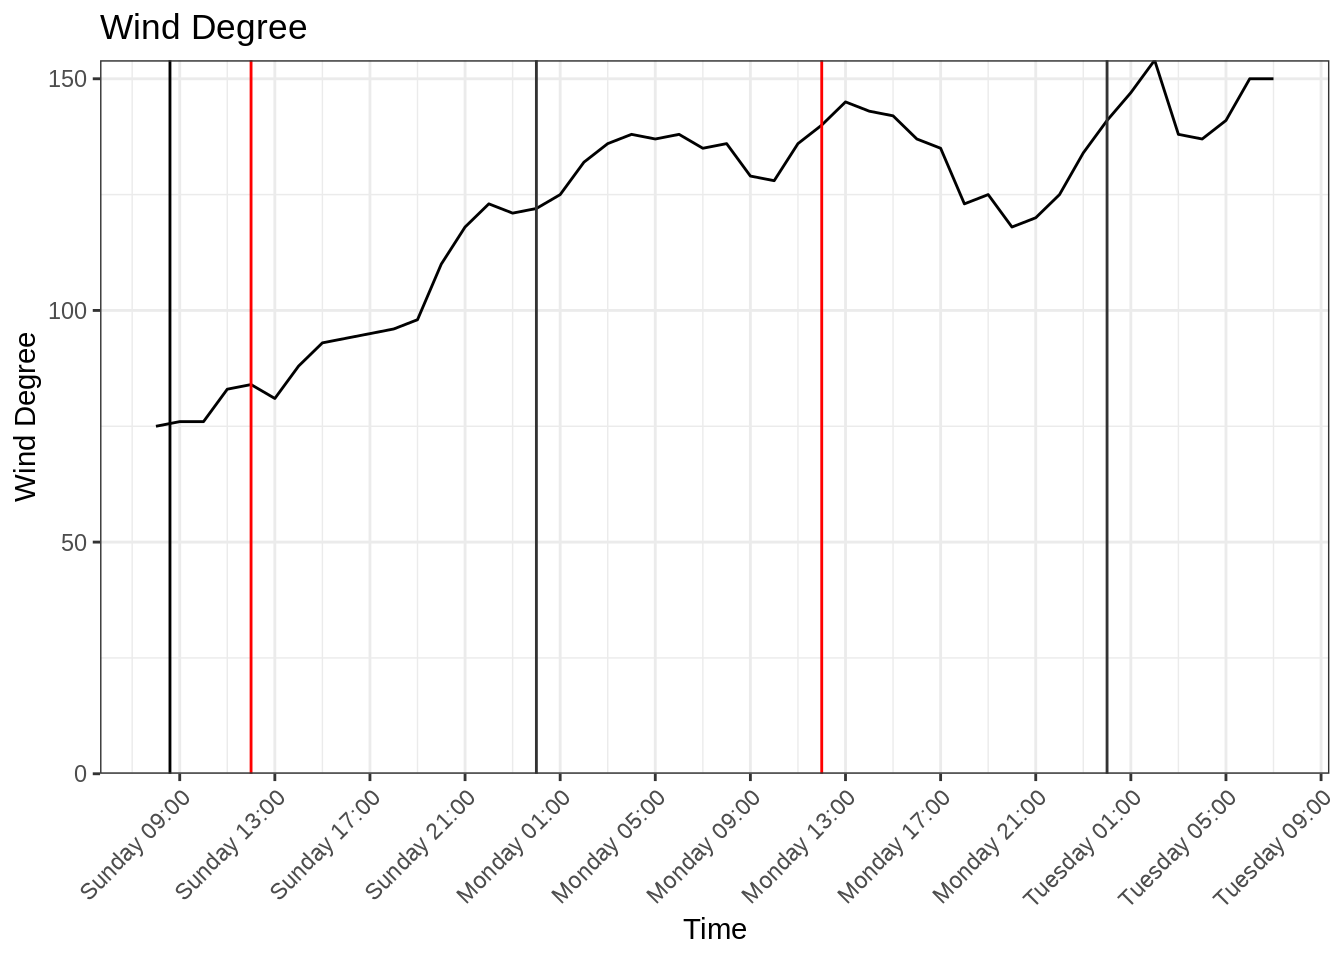 Wind Degree
Wind Degree
150
100
50
0
Sunday 09:00
Sunday 13:00
Sunday 17:00
Sunday 21:00
Monday 01:00
Monday 05:00
Monday 09:00
Monday 13:00
Monday 17:00
Monday 21:00
Tuesday 01:00
Tuesday 05:00
Tuesday 09:00
Time